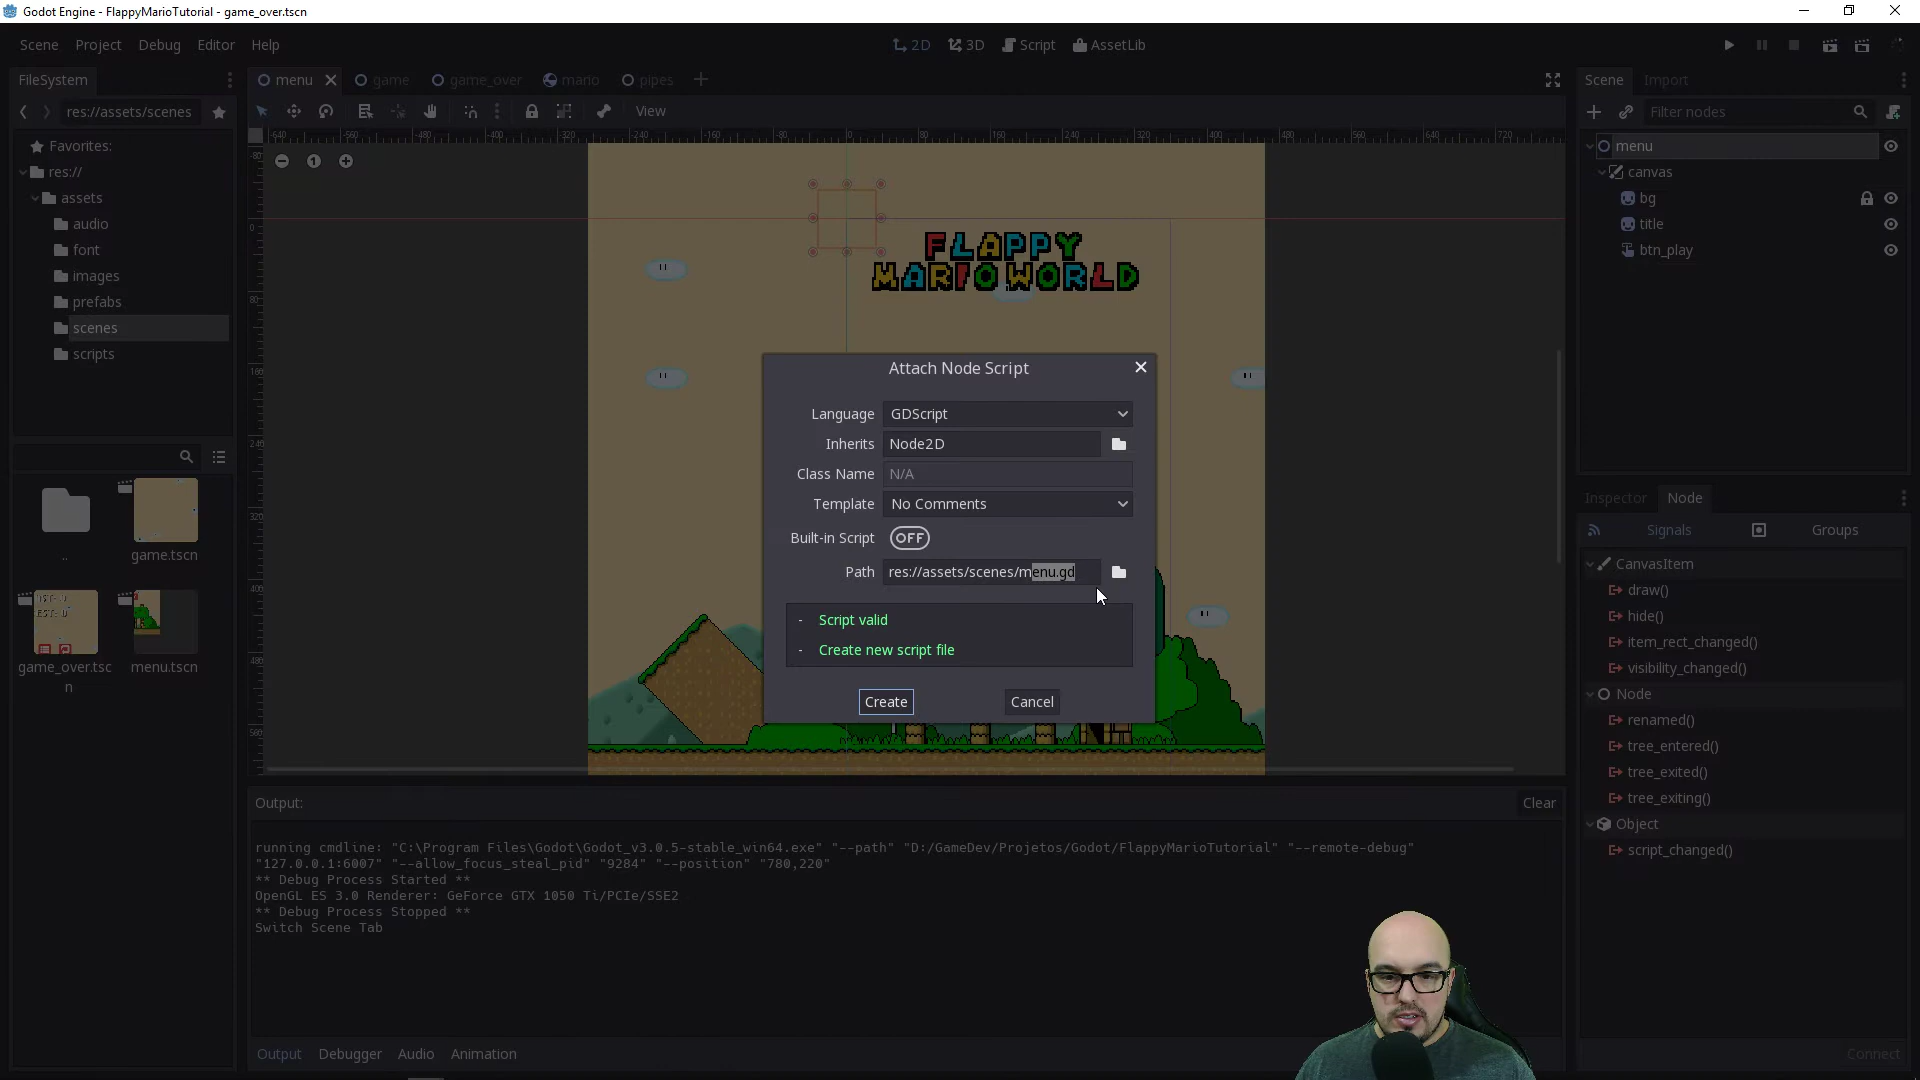 Godot Engine - FlappyMarioTutorial - game_over.tscn
Scene Project Debug Editor Help
2D 3D Script AssetLib
FileSystem
menu game game_over mario pipes
Scene Import
res://assets/scenes
View
Filter nodes
Favorites:
res://
assets
audio
font
images
prefabs
scenes
scripts
menu
canvas
bg
title
btn_play
FLAPPY
MARIO WORLD
Attach Node Script
Language GDScript
Inherits Node2D
Class Name N/A
Template No Comments
Built-in Script OFF
Path res://assets/scenes/menu.gd
- Script valid
- Create new script file
Create Cancel
..
game.tscn
game_over.tsc
n
menu.tscn
Inspector Node
Signals Groups
CanvasItem
draw()
hide()
item_rect_changed()
visibility_changed()
Node
renamed()
tree_entered()
tree_exited()
tree_exiting()
Object
script_changed()
Connect
Output:
Clear
running cmdline: "C:\Program Files\Godot\Godot_v3.0.5-stable_win64.exe" "--path" "D:/GameDev/Projetos/Godot/FlappyMarioTutorial" "--remote-debug"
"127.0.0.1:6007" "--allow_focus_steal_pid" "9284" "--position" "780,220"
** Debug Process Started **
OpenGL ES 3.0 Renderer: GeForce GTX 1050 Ti/PCIe/SSE2
** Debug Process Stopped **
Switch Scene Tab
Output Debugger Audio Animation